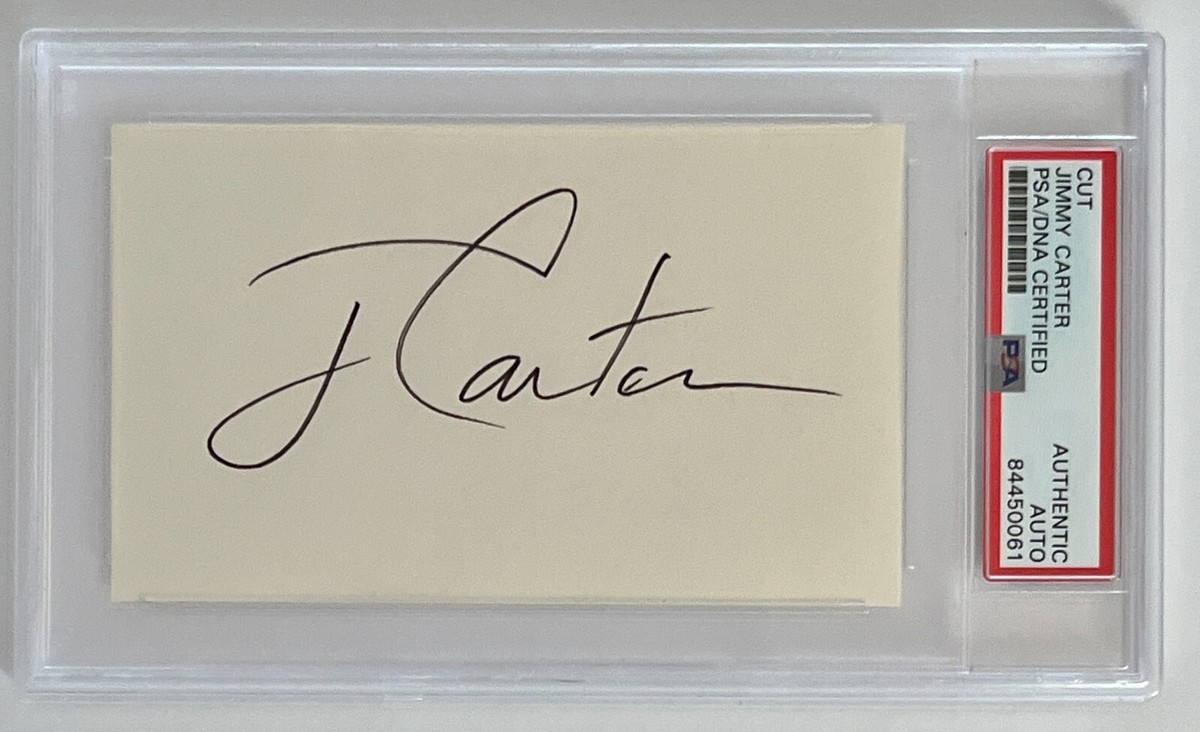 J Carter
CUT
JIMMY CARTER
PSA/DNA CERTIFIED
PSA
AUTHENTIC
AUTO
84450061